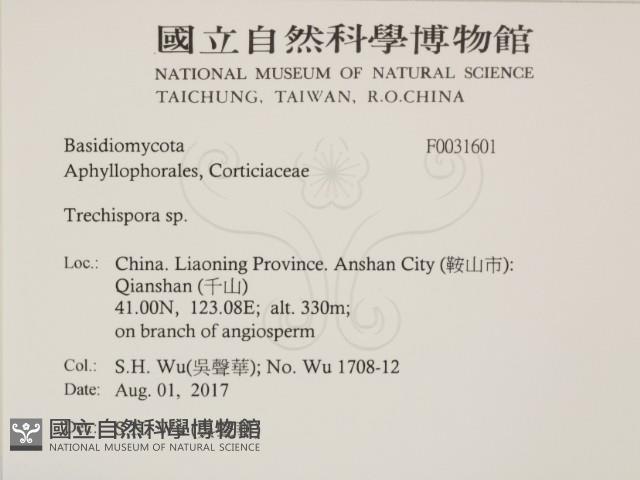 國立自然科學博物館
NATIONAL MUSEUM OF NATURAL SCIENCE
TAICHUNG, TAIWAN, R.O.CHINA
Basidiomycota F0031601
Aphyllophorales, Corticiaceae
Trechispora sp.
Loc.: China. Liaoning Province. Anshan City (鞍山市):
Qianshan (千山)
41.00N, 123.08E; alt. 330m;
on branch of angiosperm
Col.: S.H. Wu(吳聲華); No. Wu 1708-12
Date: Aug. 01, 2017
國立自然科學博物館
NATIONAL MUSEUM OF NATURAL SCIENCE